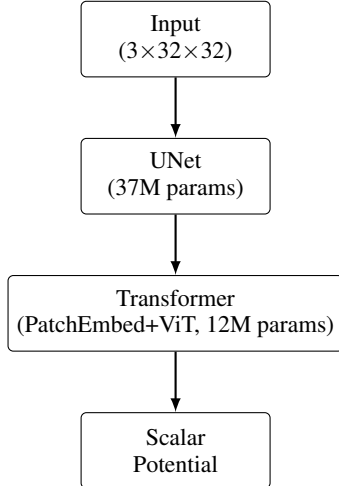 Input
(3×32×32)
UNet
(37M params)
Transformer
(PatchEmbed+ViT, 12M params)
Scalar
Potential